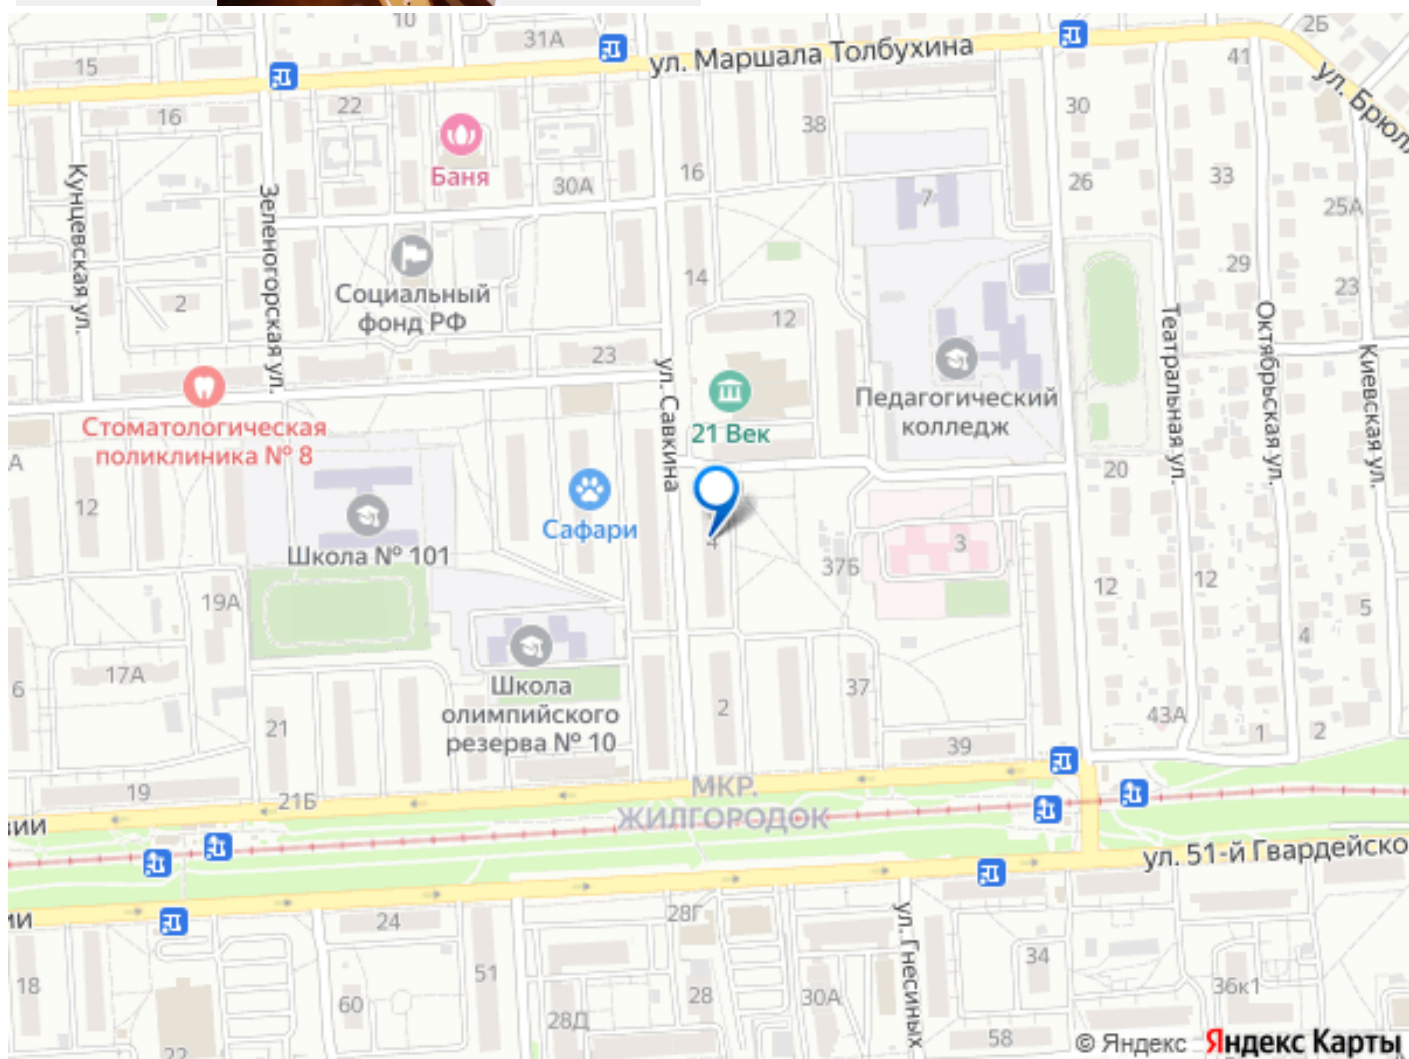 10
31А
ул. Маршала Толбухина
2Б
15
41
ул. Брюлл
16
22
38
30
Баня
30А
16
7
26
33
25А
Кунцевская ул.
Зеленогорская ул.
2
Социальный
фонд РФ
14
12
29
23
23
ул. Савкина
21 Век
Педагогический
колледж
Театральная ул.
Октябрьская ул.
Киевская ул.
Стоматологическая
поликлиника № 8
А
12
Школа № 101
Сафари
4
37Б
3
20
12
12
5
4
19А
17А
6
21
Школа
олимпийского
резерва № 10
2
37
39
43А
1
2
19
21Б
МКР.
ЖИЛГОРОДОК
ии
ул. 51-й Гвардейско
ии
24
28Г
ул. Гнесиных
18
60
51
28Д
28
30А
34
36к1
22
58
© Яндекс Яндекс Карты